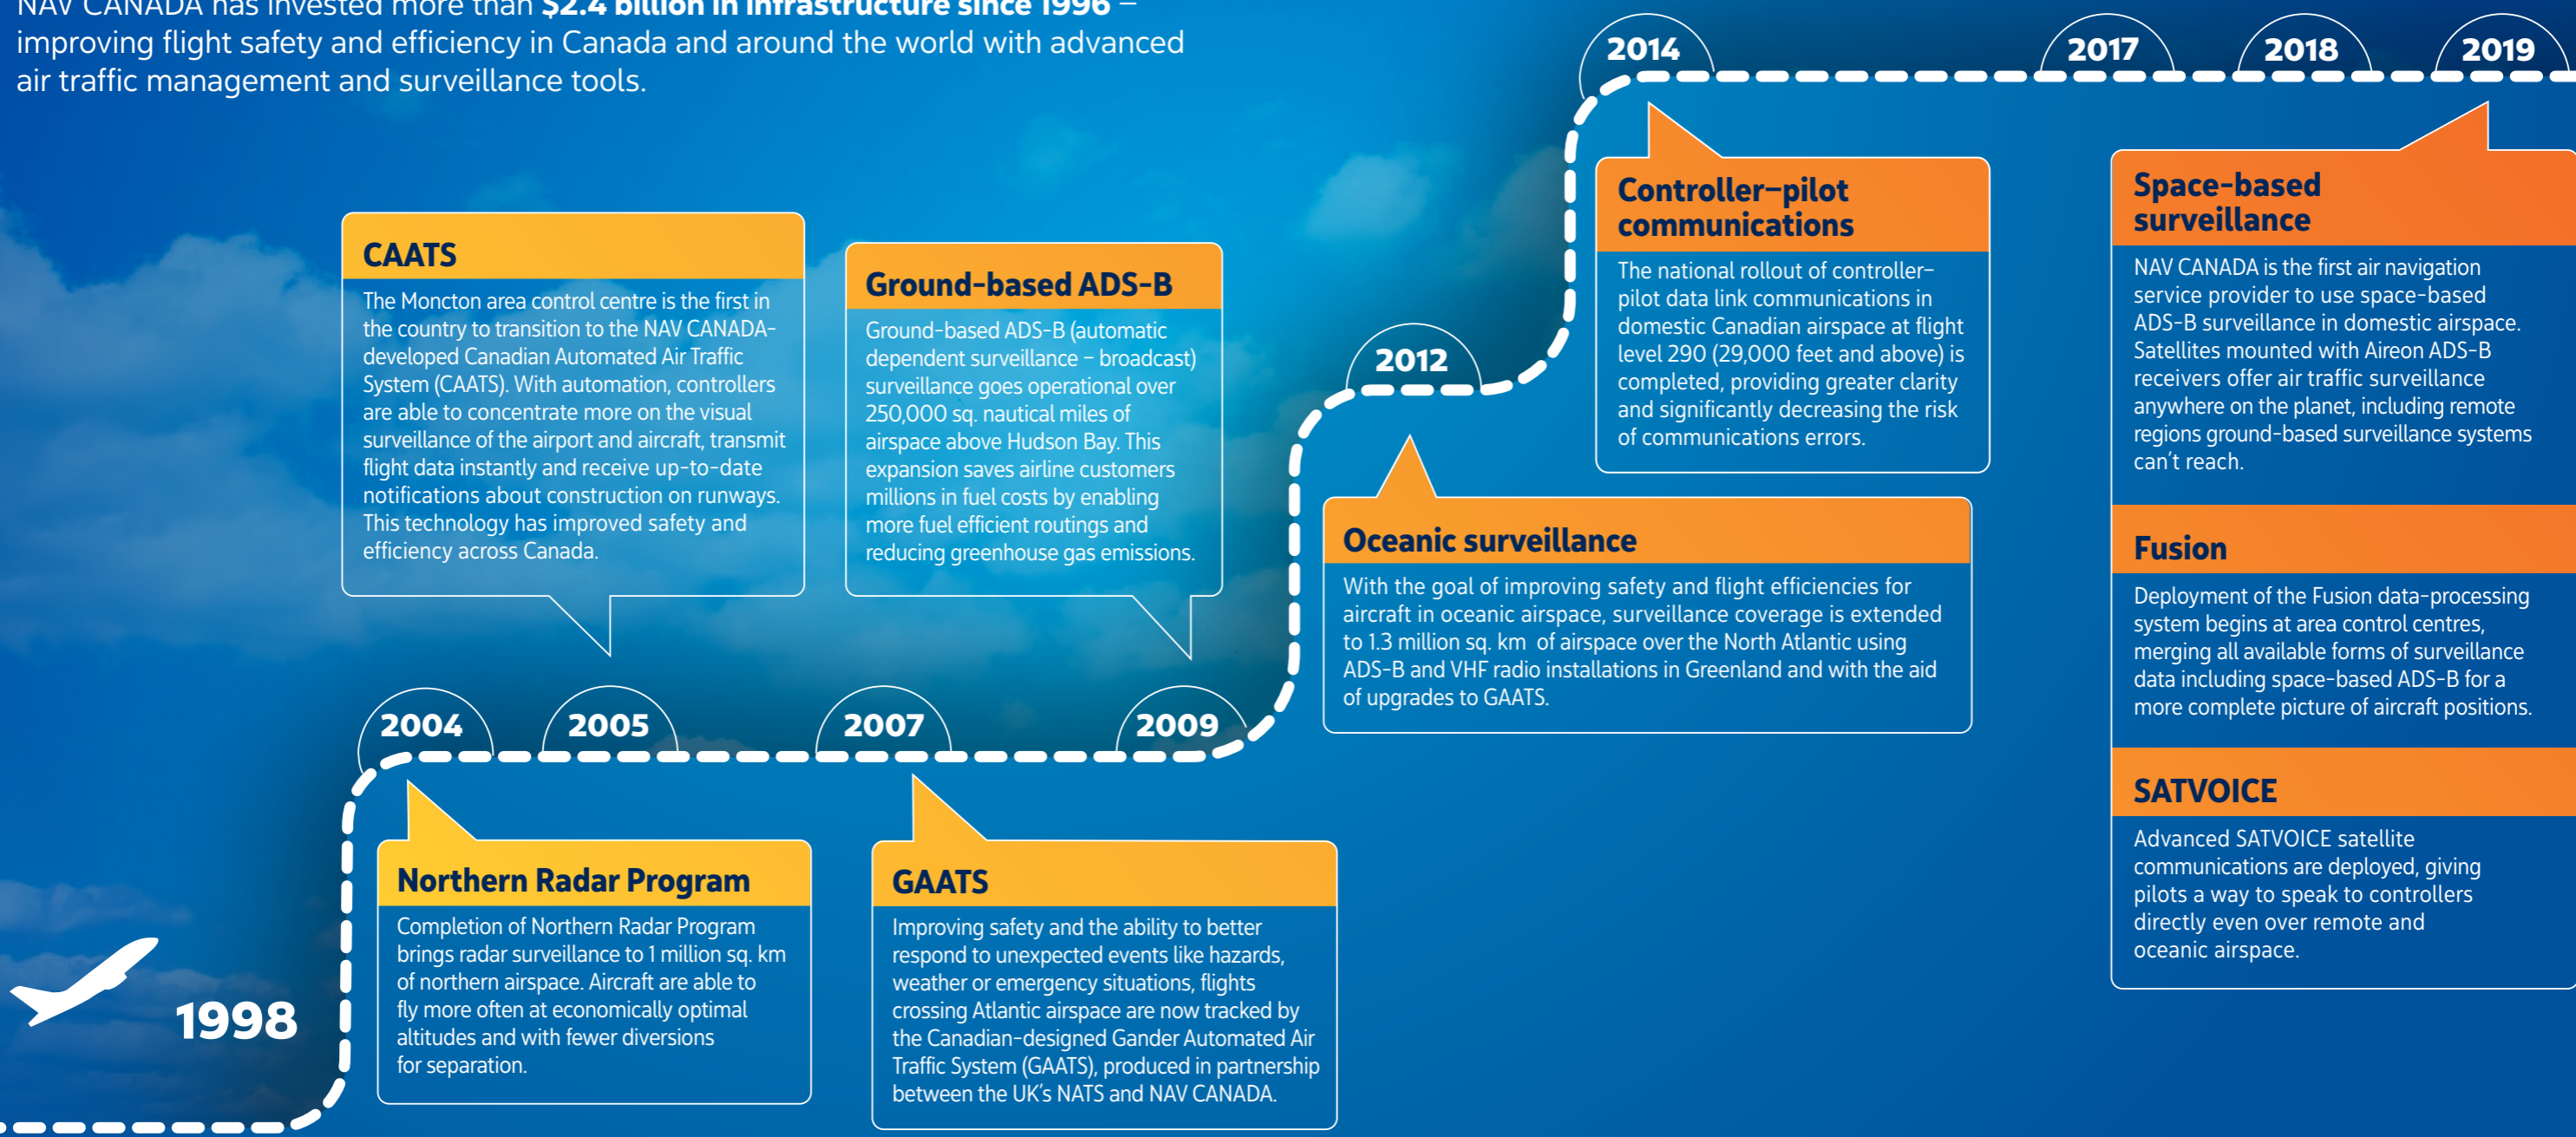 NAV CANADA has invested more than $2.4 billion in infrastructure since 1996 –
improving flight safety and efficiency in Canada and around the world with advanced
air traffic management and surveillance tools.
1998
2004
Northern Radar Program
Completion of Northern Radar Program
brings radar surveillance to 1 million sq. km
of northern airspace. Aircraft are able to
fly more often at economically optimal
altitudes and with fewer diversions
for separation.
2005
CAATS
The Moncton area control centre is the first in
the country to transition to the NAV CANADA-
developed Canadian Automated Air Traffic
System (CAATS). With automation, controllers
are able to concentrate more on the visual
surveillance of the airport and aircraft, transmit
flight data instantly and receive up-to-date
notifications about construction on runways.
This technology has improved safety and
efficiency across Canada.
2007
GAATS
Improving safety and the ability to better
respond to unexpected events like hazards,
weather or emergency situations, flights
crossing Atlantic airspace are now tracked by
the Canadian-designed Gander Automated Air
Traffic System (GAATS), produced in partnership
between the UK's NATS and NAV CANADA.
2009
Ground-based ADS-B
Ground-based ADS-B (automatic
dependent surveillance – broadcast)
surveillance goes operational over
250,000 sq. nautical miles of
airspace above Hudson Bay. This
expansion saves airline customers
millions in fuel costs by enabling
more fuel efficient routings and
reducing greenhouse gas emissions.
2012
Oceanic surveillance
With the goal of improving safety and flight efficiencies for
aircraft in oceanic airspace, surveillance coverage is extended
to 1.3 million sq. km of airspace over the North Atlantic using
ADS-B and VHF radio installations in Greenland and with the aid
of upgrades to GAATS.
2014
Controller–pilot
communications
The national rollout of controller–
pilot data link communications in
domestic Canadian airspace at flight
level 290 (29,000 feet and above) is
completed, providing greater clarity
and significantly decreasing the risk
of communications errors.
2017
2018
2019
Space-based
surveillance
NAV CANADA is the first air navigation
service provider to use space-based
ADS-B surveillance in domestic airspace.
Satellites mounted with Aireon ADS-B
receivers offer air traffic surveillance
anywhere on the planet, including remote
regions ground-based surveillance systems
can't reach.
Fusion
Deployment of the Fusion data-processing
system begins at area control centres,
merging all available forms of surveillance
data including space-based ADS-B for a
more complete picture of aircraft positions.
SATVOICE
Advanced SATVOICE satellite
communications are deployed, giving
pilots a way to speak to controllers
directly even over remote and
oceanic airspace.